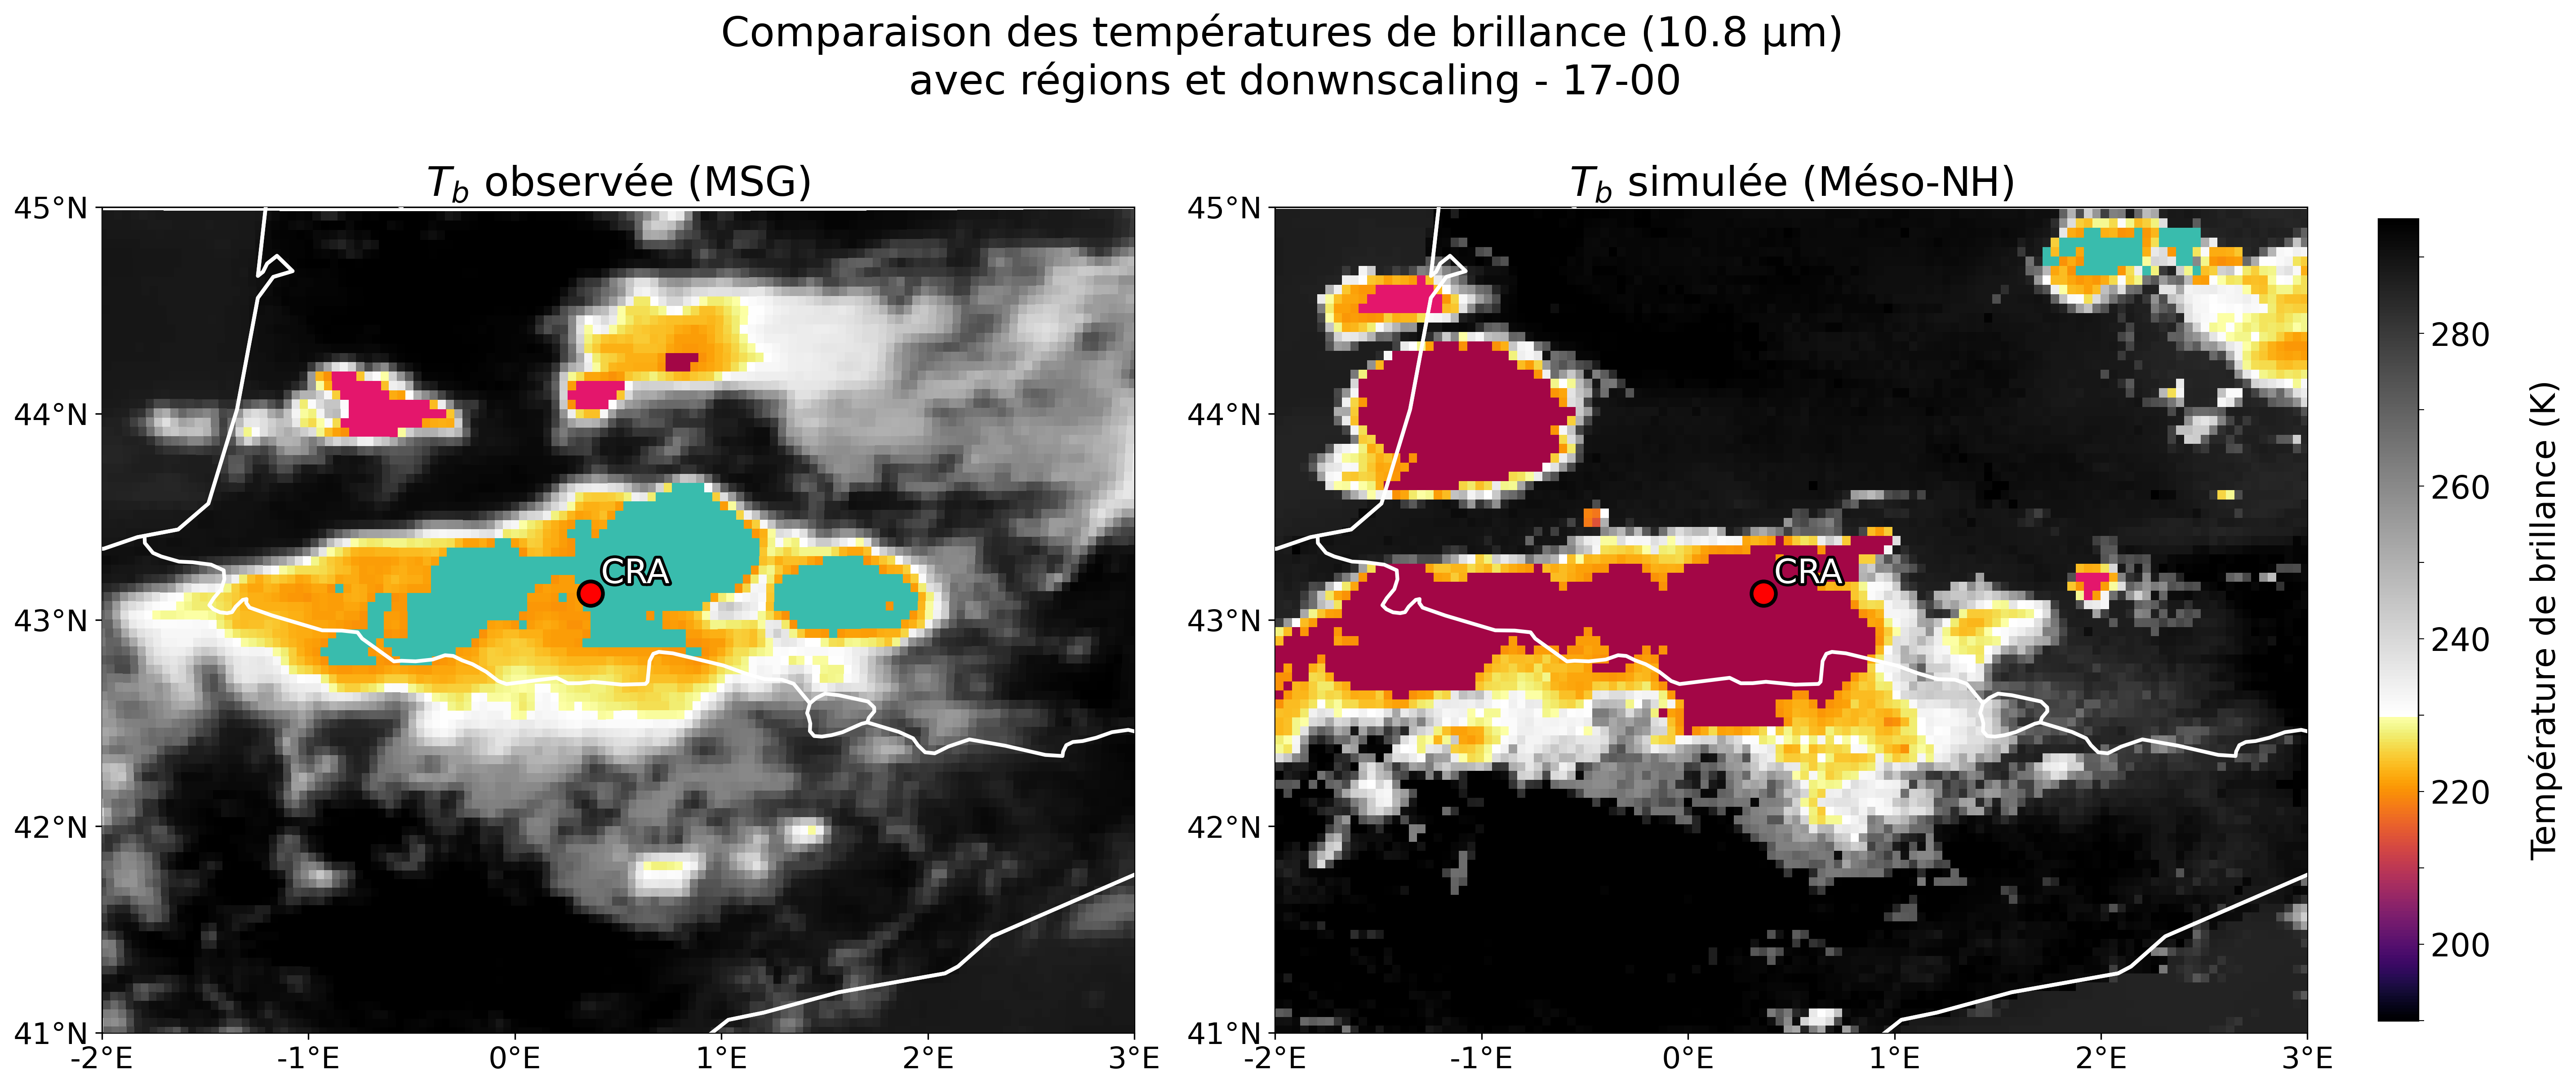 Comparaison des températures de brillance (10.8 µm)
avec régions et donwnscaling - 17-00
T_b observée (MSG)
T_b simulée (Méso-NH)
45°N
44°N
43°N
42°N
41°N
-2°E
-1°E
0°E
1°E
2°E
3°E
CRA
45°N
44°N
43°N
42°N
41°N
-2°E
-1°E
0°E
1°E
2°E
3°E
CRA
280
260
240
220
200
Température de brillance (K)